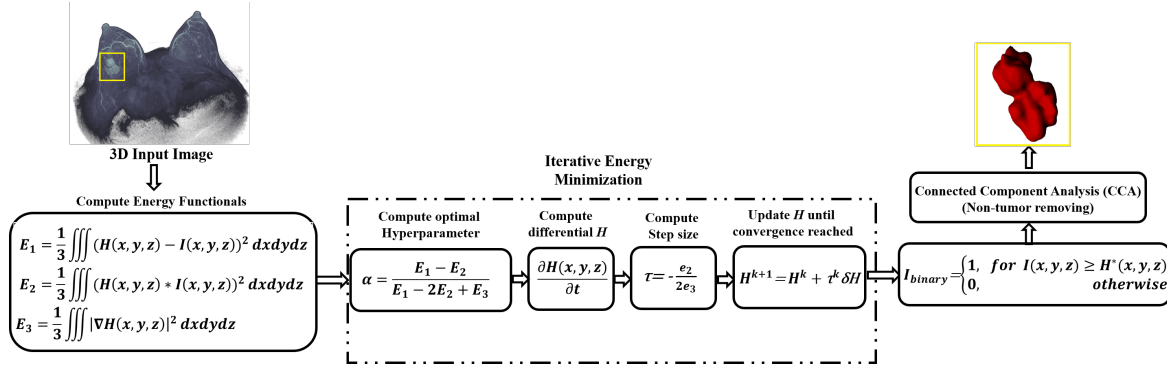 3D Input Image
Compute Energy Functionals
E₁ = 1/3 ∭ (H(x, y, z) − I(x, y, z))² dxdydz
E₂ = 1/3 ∭ (H(x, y, z) ∗ I(x, y, z))² dxdydz
E₃ = 1/3 ∭ |∇H(x, y, z)|² dxdydz
Iterative Energy
Minimization
Compute optimal
Hyperparameter
α = (E₁ − E₂)/(E₁ − 2E₂ + E₃)
Compute
differential H
∂H(x, y, z)/∂t
Compute
Step size
τ = - e₂/2e₃
Update H until
convergence reached
Hᵏ⁺¹ = Hᵏ + τᵏ δH
I_binary = {1, for I(x, y, z) ≥ H*(x, y, z)
0, otherwise
Connected Component Analysis (CCA)
(Non-tumor removing)